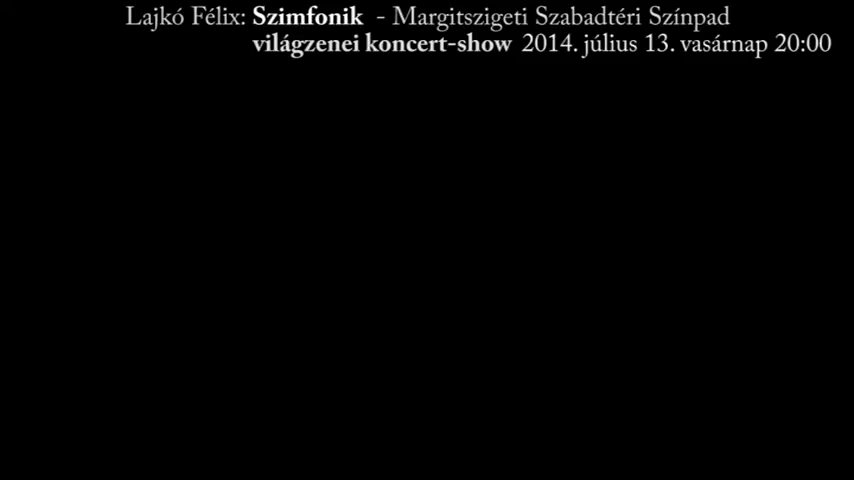 Lajkó Félix: Szimfonik - Margitszigeti Szabadtéri Színpad
világzenei koncert-show 2014. július 13. vasárnap 20:00